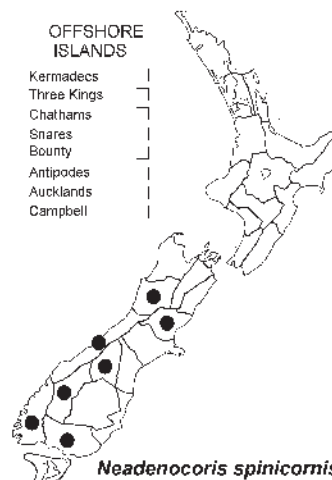 OFFSHORE
ISLANDS
Kermadecs
Three Kings
Chathams
Snares
Bounty
Antipodes
Aucklands
Campbell
Neadenocoris spinicornis